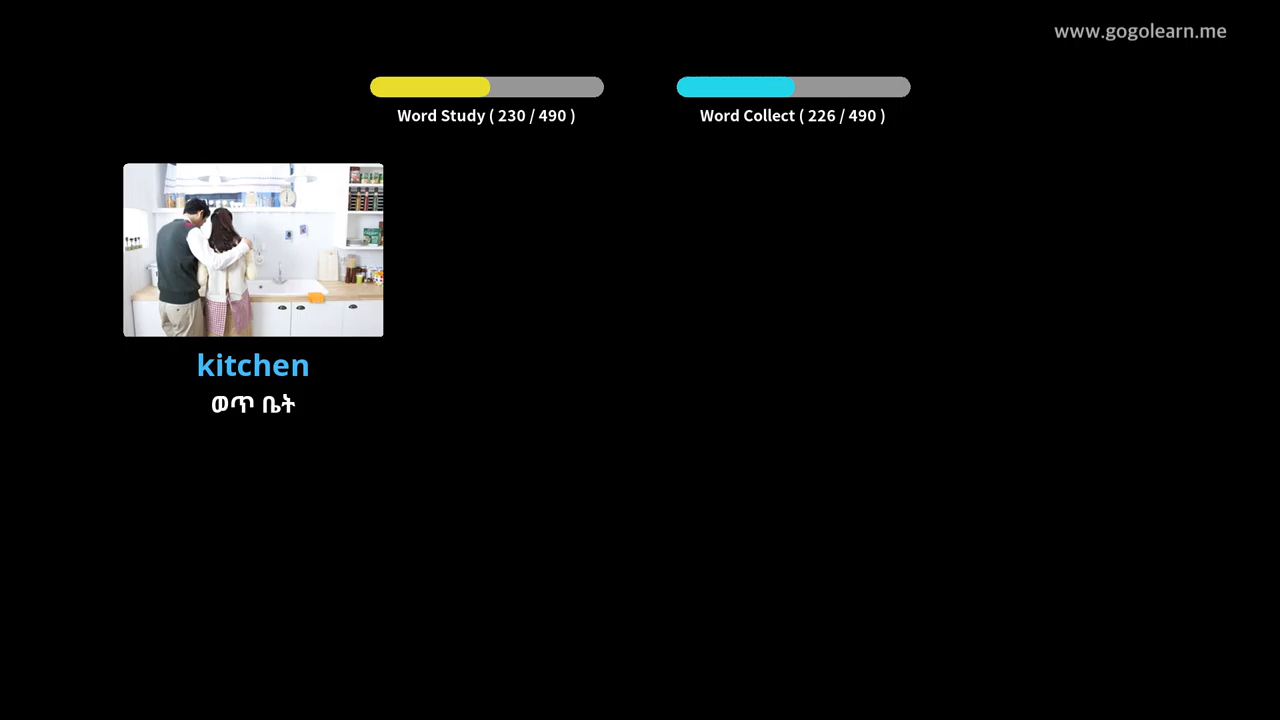 www.gogolearn.me
Word Study ( 230 / 490 )
Word Collect ( 226 / 490 )
kitchen
ወጥ ቤት